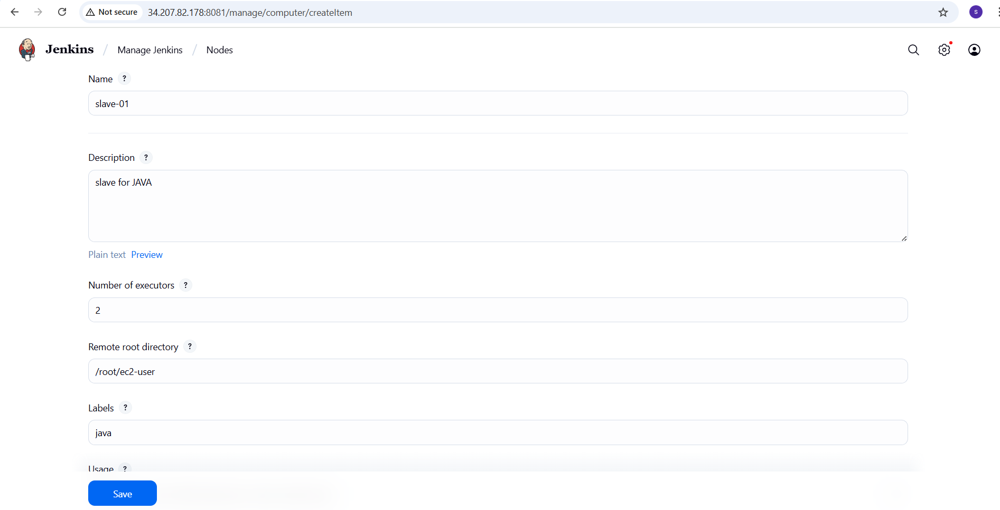 Not secure 34.207.82.178:8081/manage/computer/createItem
S
Jenkins / Manage Jenkins / Nodes
Name ?
slave-01
Description ?
slave for JAVA
Plain text Preview
Number of executors ?
2
Remote root directory ?
/root/ec2-user
Labels ?
java
Usage ?
Save